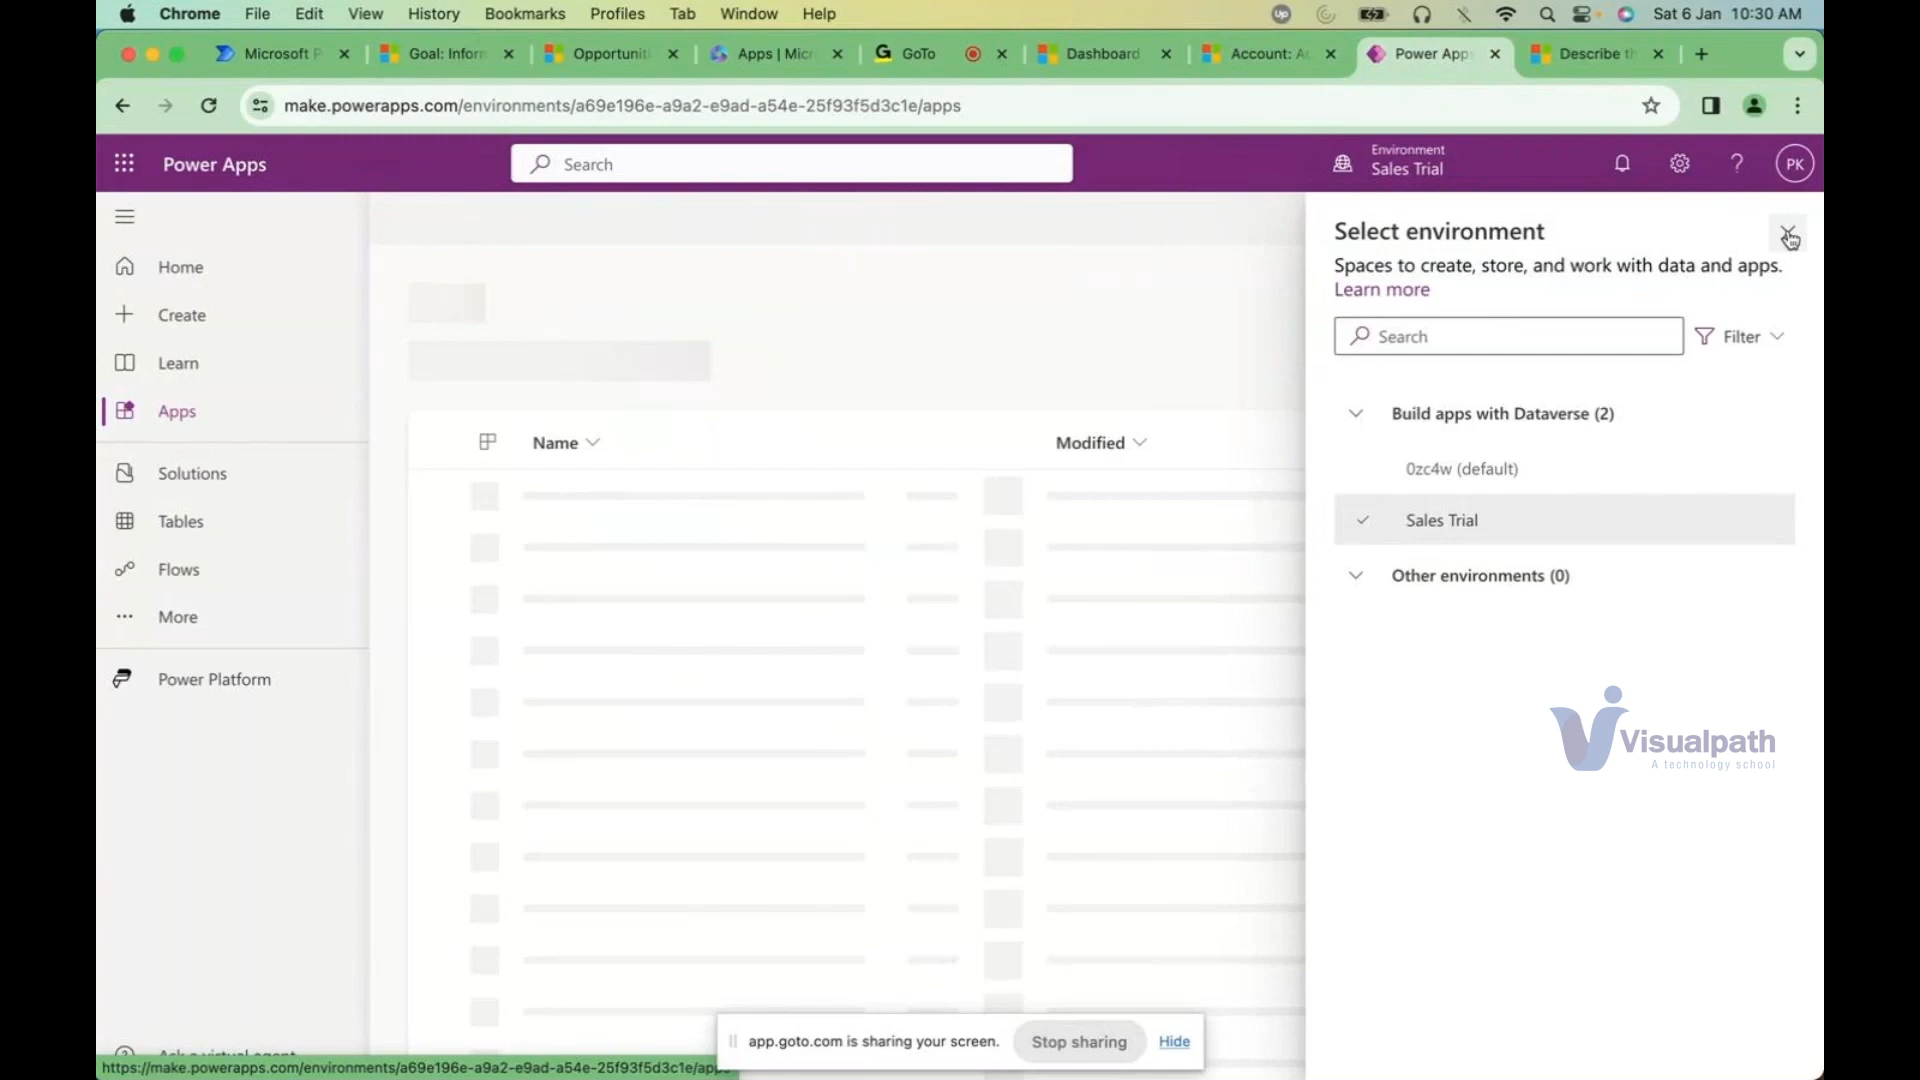 Chrome File Edit View History Bookmarks Profiles Tab Window Help Sat 6 Jan 10:30 AM
Microsoft P Goal: Inform Opportuniti Apps | Micr GoTo Dashboard Account: A Power App Describe th
make.powerapps.com/environments/a69e196e-a9a2-e9ad-a54e-25f93f5d3c1e/apps
Power Apps
Search
Environment
Sales Trial
PK
Home
Create
Learn
Apps
Solutions
Tables
Flows
More
Power Platform
Name
Modified
Select environment
Spaces to create, store, and work with data and apps.
Learn more
Search
Filter
Build apps with Dataverse (2)
0zc4w (default)
Sales Trial
Other environments (0)
Visualpath
A technology school
app.goto.com is sharing your screen. Stop sharing Hide
Ask a virtual agent
https://make.powerapps.com/environments/a69e196e-a9a2-e9ad-a54e-25f93f5d3c1e/apps